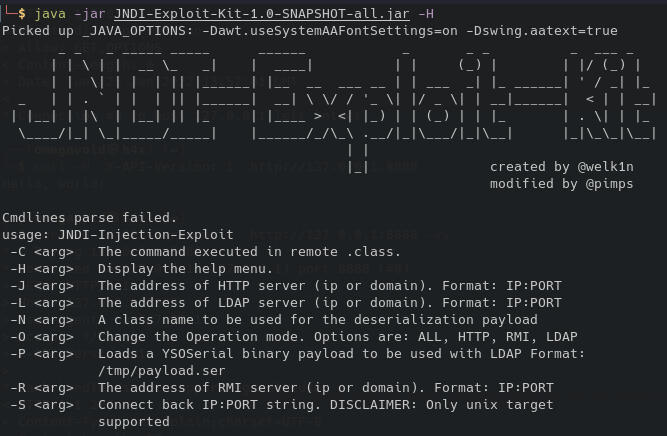 $ java -jar JNDI-Exploit-Kit-1.0-SNAPSHOT-all.jar -H
Picked up _JAVA_OPTIONS: -Dawt.useSystemAAFontSettings=on -Dswing.aatext=true
JNDI-Exploit-Kit
created by @welk1n
modified by @pimps
Cmdlines parse failed.
usage: JNDI-Injection-Exploit
-C <arg> The command executed in remote .class.
-H <arg> Display the help menu.
-J <arg> The address of HTTP server (ip or domain). Format: IP:PORT
-L <arg> The address of LDAP server (ip or domain). Format: IP:PORT
-N <arg> A class name to be used for the deserialization payload
-O <arg> Change the Operation mode. Options are: ALL, HTTP, RMI, LDAP
-P <arg> Loads a YSOSerial binary payload to be used with LDAP Format:
/tmp/payload.ser
-R <arg> The address of RMI server (ip or domain). Format: IP:PORT
-S <arg> Connect back IP:PORT string. DISCLAIMER: Only unix target
supported